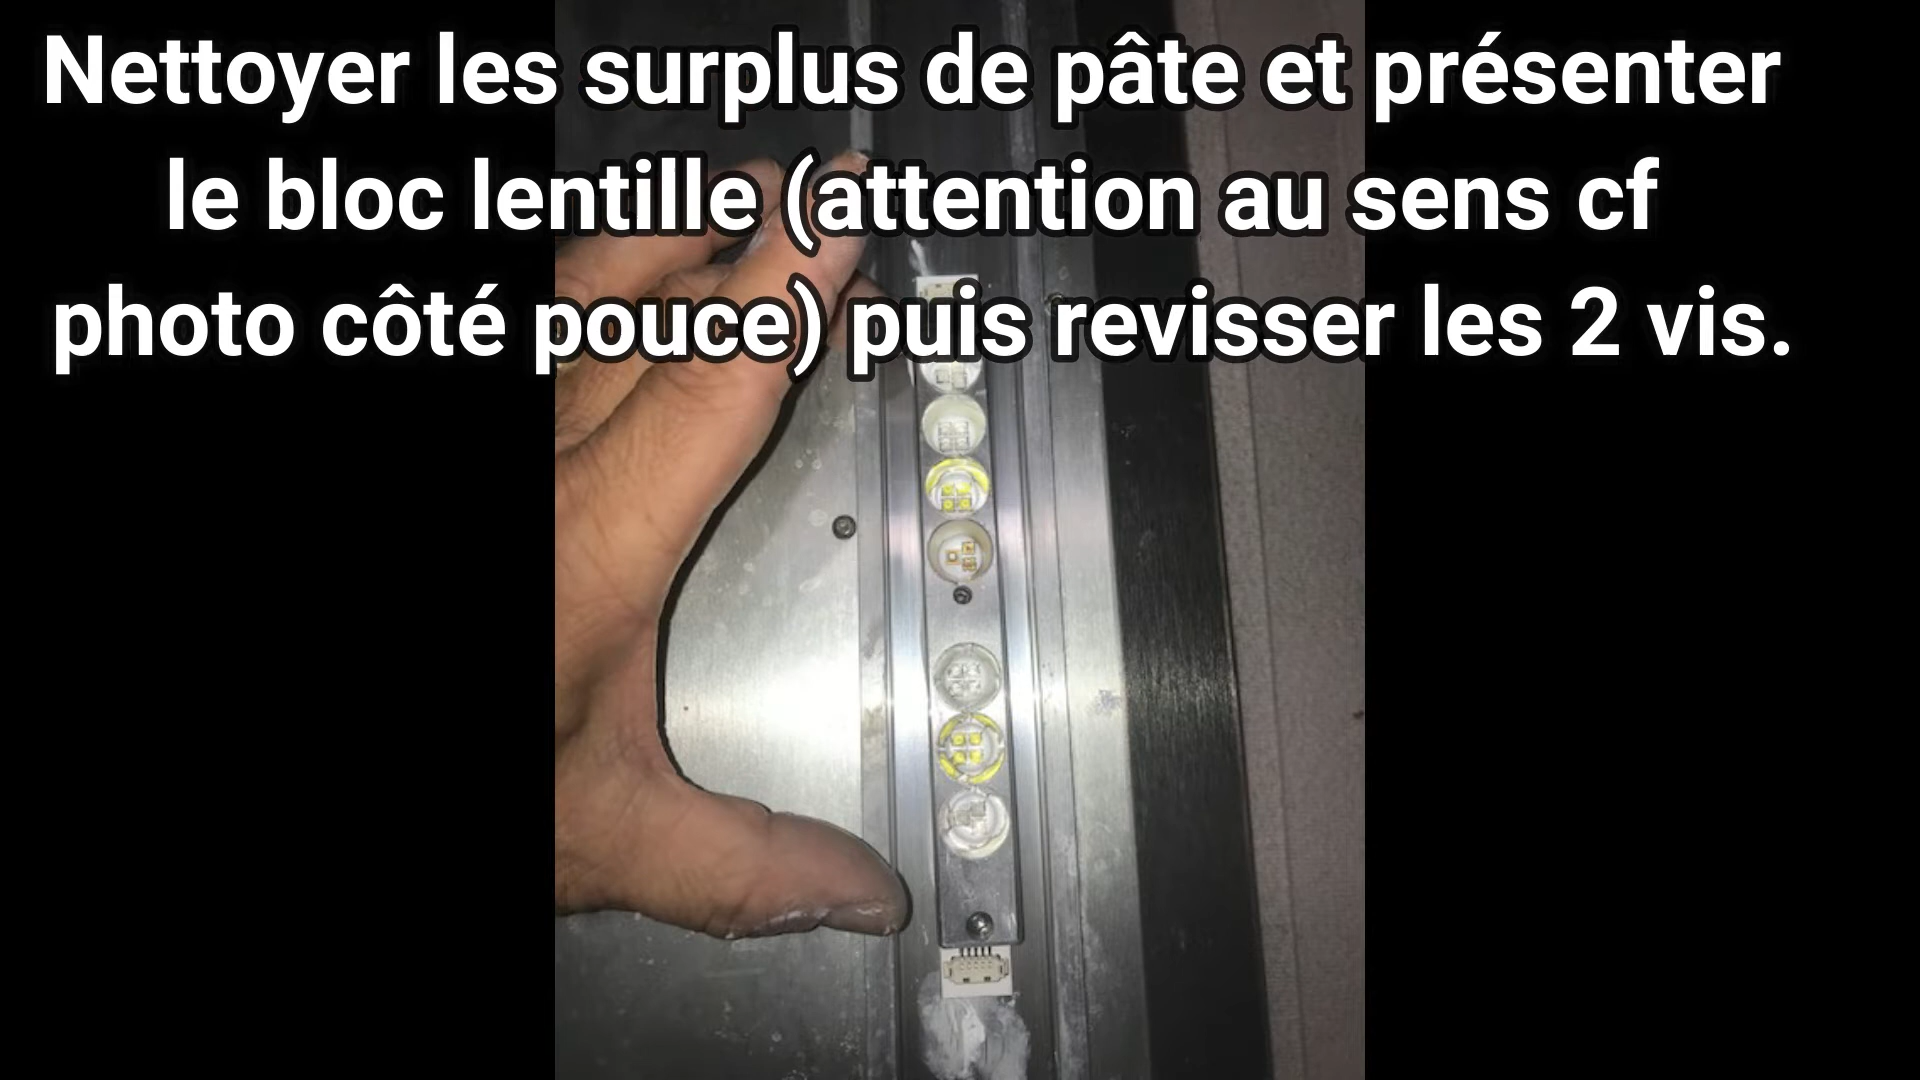 Nettoyer les surplus de pâte et présenter
le bloc lentille (attention au sens cf
photo côté pouce) puis revisser les 2 vis.